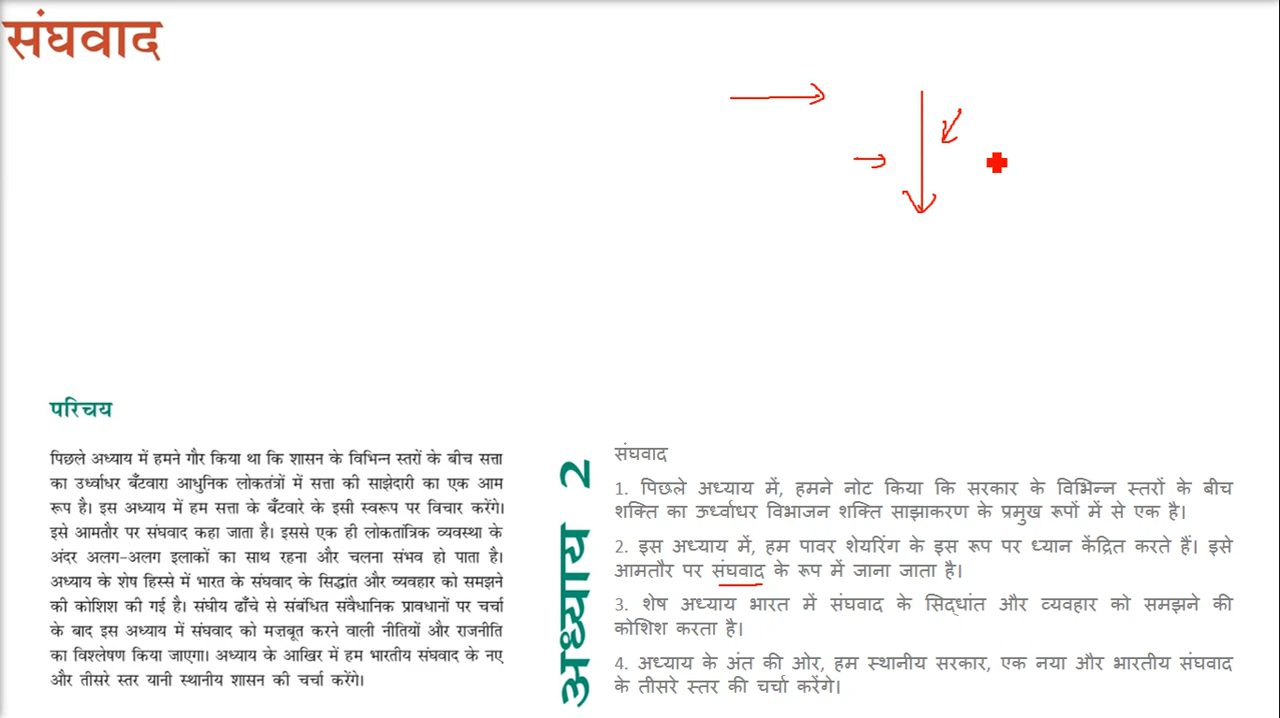 संघवाद
परिचय
पिछले अध्याय में हमने गौर किया था कि शासन के विभिन्न स्तरों के बीच सत्ता
का उर्ध्वाधर बँटवारा आधुनिक लोकतंत्रों में सत्ता की साझेदारी का एक आम
रूप है। इस अध्याय में हम सत्ता के बँटवारे के इसी स्वरूप पर विचार करेंगे।
इसे आमतौर पर संघवाद कहा जाता है। इससे एक ही लोकतांत्रिक व्यवस्था के
अंदर अलग-अलग इलाकों का साथ रहना और चलना संभव हो पाता है।
अध्याय के शेष हिस्से में भारत के संघवाद के सिद्धांत और व्यवहार को समझने
की कोशिश की गई है। संघीय ढाँचे से संबंधित संवैधानिक प्रावधानों पर चर्चा
के बाद इस अध्याय में संघवाद को मज़बूत करने वाली नीतियों और राजनीति
का विश्लेषण किया जाएगा। अध्याय के आखिर में हम भारतीय संघवाद के नए
और तीसरे स्तर यानी स्थानीय शासन की चर्चा करेंगे।
अध्याय 2
संघवाद
1. पिछले अध्याय में, हमने नोट किया कि सरकार के विभिन्न स्तरों के बीच
शक्ति का ऊर्ध्वाधर विभाजन शक्ति साझाकरण के प्रमुख रूपों में से एक है।
2. इस अध्याय में, हम पावर शेयरिंग के इस रूप पर ध्यान केंद्रित करते हैं। इसे
आमतौर पर संघवाद के रूप में जाना जाता है।
3. शेष अध्याय भारत में संघवाद के सिद्धांत और व्यवहार को समझने की
कोशिश करता है।
4. अध्याय के अंत की ओर, हम स्थानीय सरकार, एक नया और भारतीय संघवाद
के तीसरे स्तर की चर्चा करेंगे।